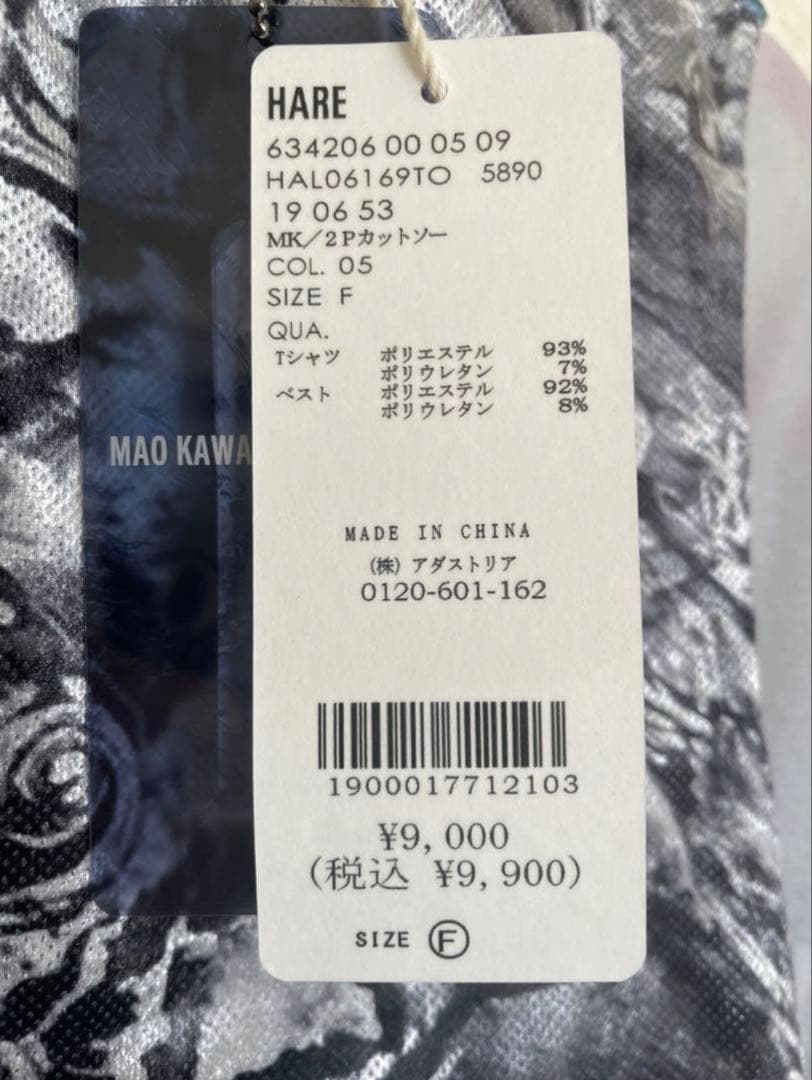 HARE
634206 00 05 09
HAL06169TO 5890
19 06 53
MK/2Pカットソー
COL. 05
SIZE F
QUA.
Tシャツ ポリエステル 93%
ポリウレタン 7%
ベスト ポリエステル 92%
ポリウレタン 8%
MADE IN CHINA
(株) アダストリア
0120-601-162
1900017712103
¥9,000
(税込 ¥9,900)
SIZE F
MAO KAWA